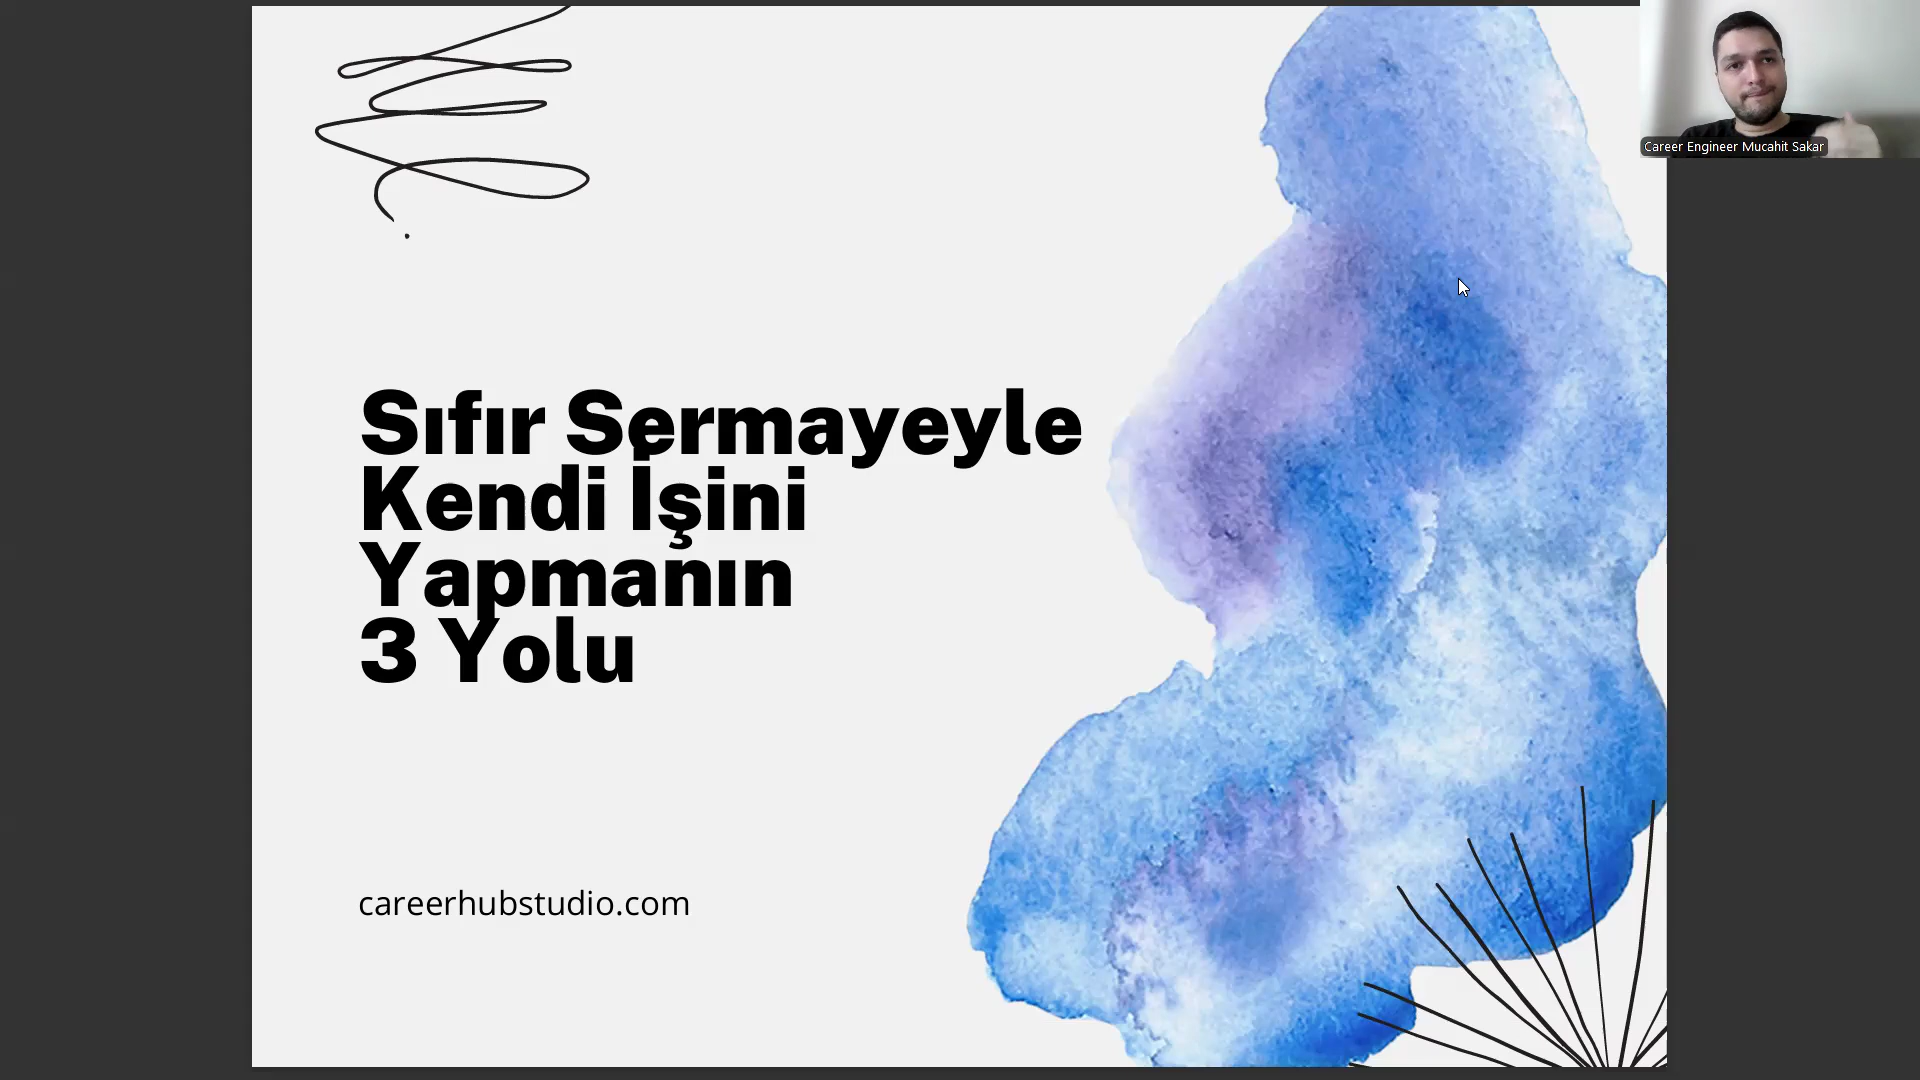 Career Engineer Mucahit Sakar
Sıfır Sermayeyle
Kendi İşini
Yapmanın
3 Yolu
careerhubstudio.com